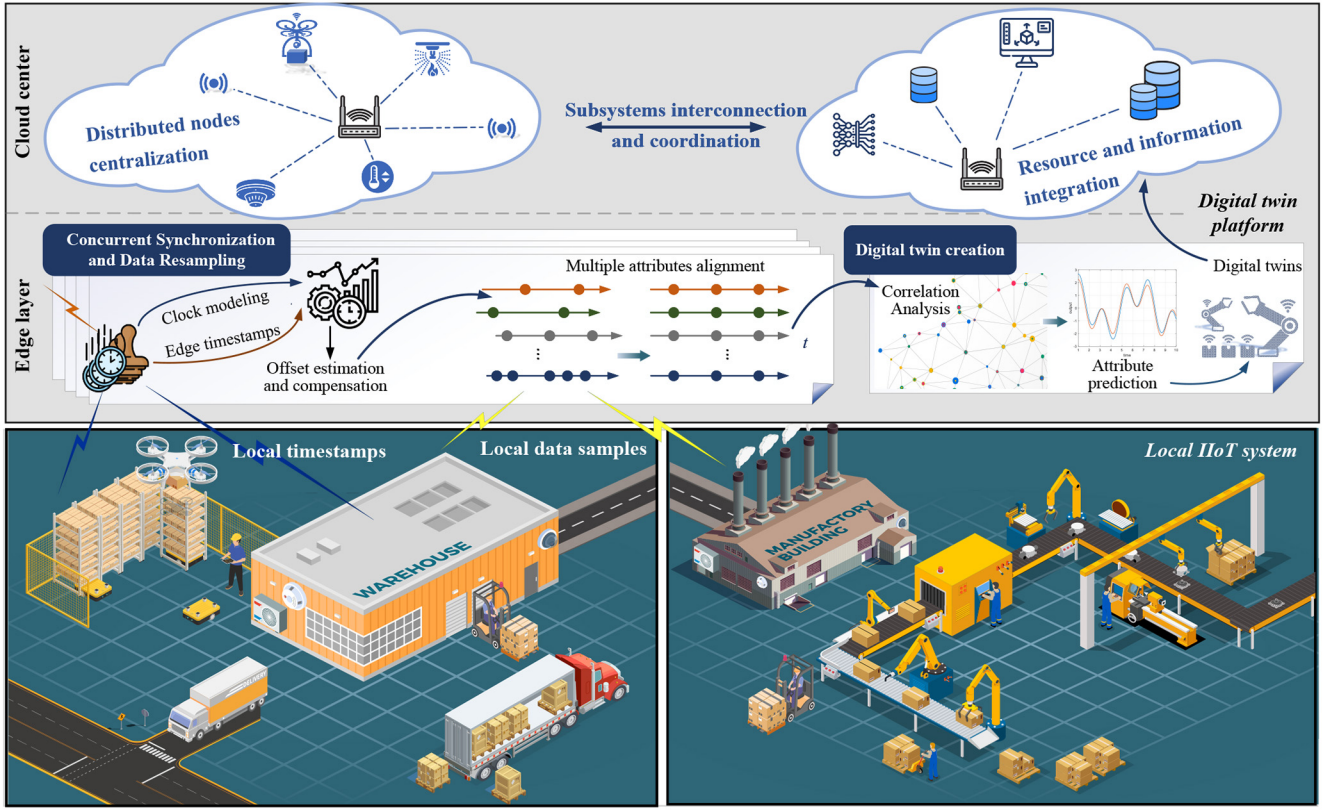 Cloud center
Distributed nodes
centralization
Subsystems interconnection
and coordination
Resource and information
integration
Digital twin
platform
Edge layer
Concurrent Synchronization
and Data Resampling
Clock modeling
Edge timestamps
Offset estimation
and compensation
Multiple attributes alignment
t
Digital twin creation
Correlation
Analysis
Attribute
prediction
Digital twins
Local timestamps
Local data samples
WAREHOUSE
DELIVERY
Local IIoT system
MANUFACTORY
BUILDING